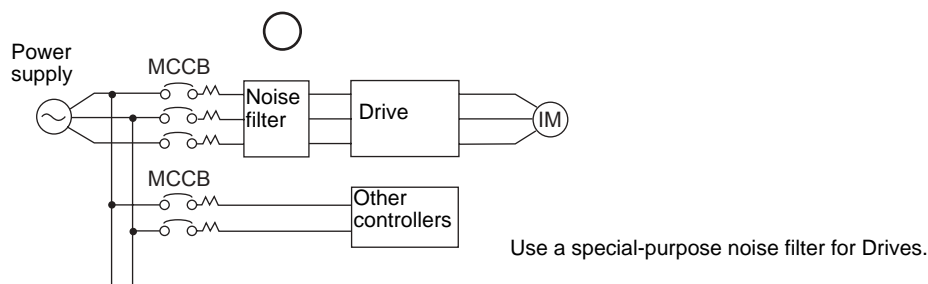 Power
supply
MCCB
Noise
filter
Drive
IM
MCCB
Other
controllers
Use a special-purpose noise filter for Drives.